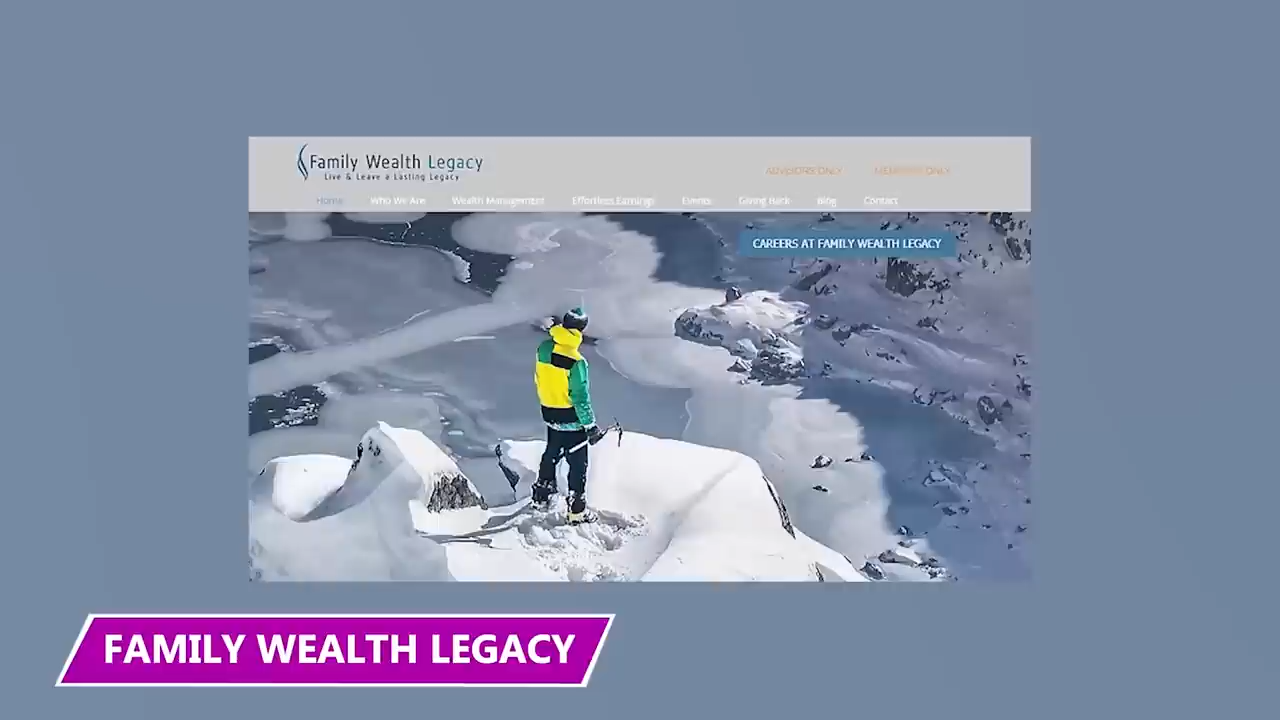 Family Wealth Legacy
Live & Leave a Lasting Legacy
ADVISORS ONLY MEMBERS ONLY
Home Who We Are Wealth Management Effortless Earnings Events Giving Back Blog Contact
CAREERS AT FAMILY WEALTH LEGACY
FAMILY WEALTH LEGACY